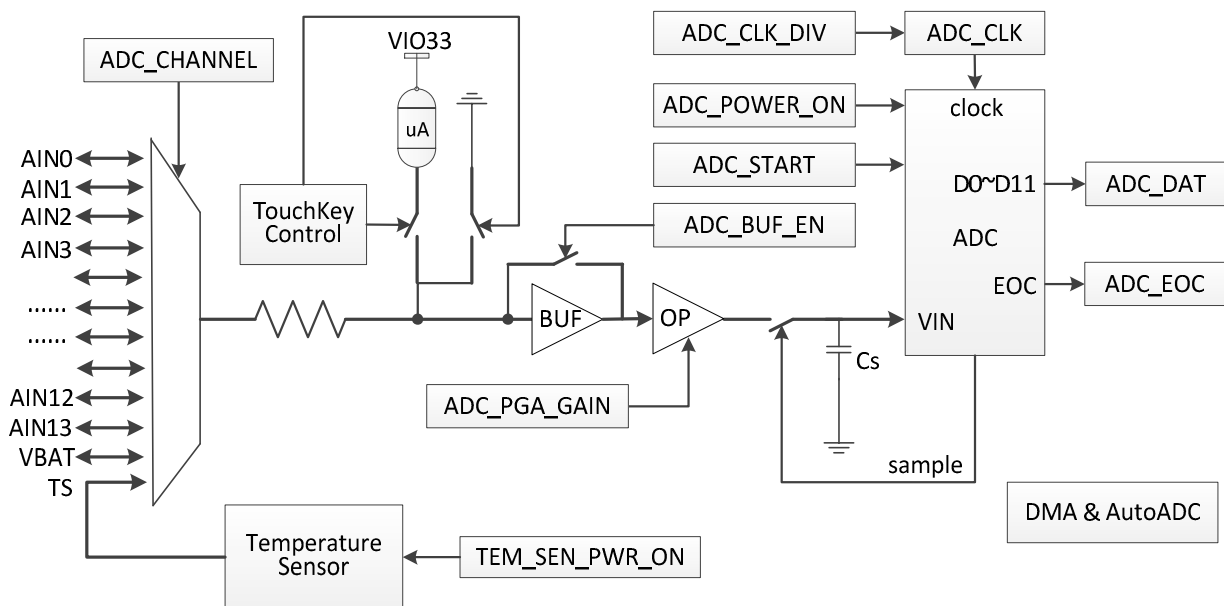 ADC_CHANNEL
VIO33
uA
ADC_CLK_DIV
ADC_CLK
ADC_POWER_ON
clock
ADC_START
D0~D11
ADC_DAT
ADC
ADC_BUF_EN
EOC
ADC_EOC
AIN0
AIN1
AIN2
AIN3
......
......
AIN12
AIN13
VBAT
TS
TouchKey
Control
BUF
OP
VIN
Cs
ADC_PGA_GAIN
sample
Temperature
Sensor
TEM_SEN_PWR_ON
DMA & AutoADC